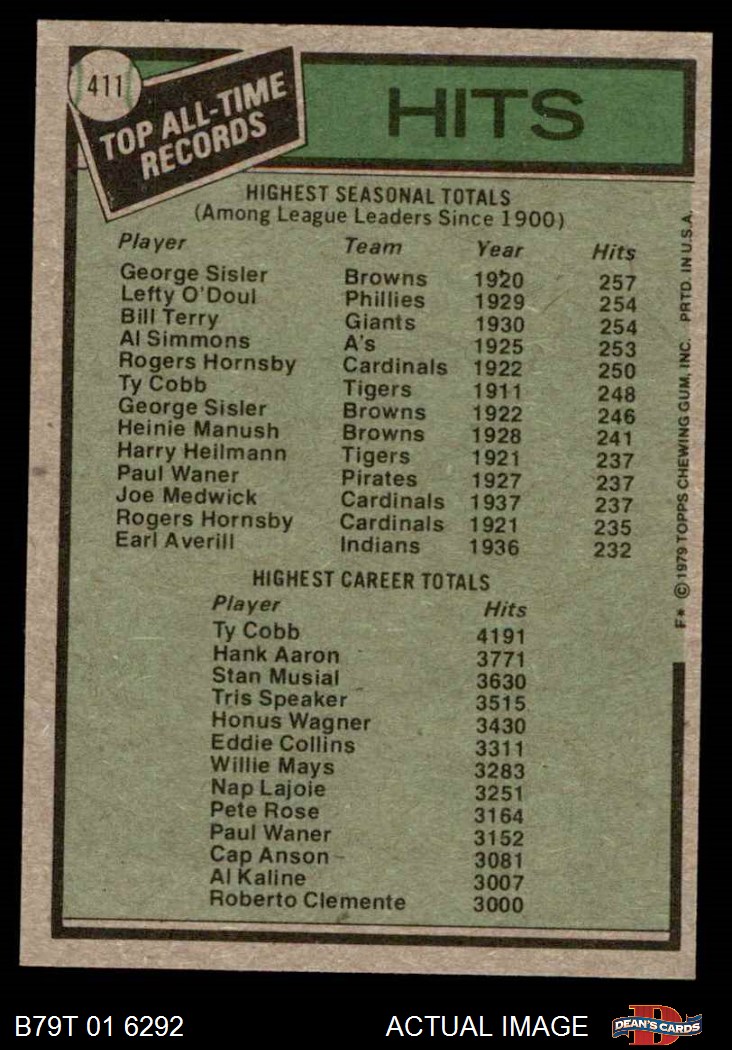 411
TOP ALL-TIME
RECORDS
HITS
HIGHEST SEASONAL TOTALS
(Among League Leaders Since 1900)
Player Team Year Hits
George Sisler Browns 1920 257
Lefty O'Doul Phillies 1929 254
Bill Terry Giants 1930 254
Al Simmons A's 1925 253
Rogers Hornsby Cardinals 1922 250
Ty Cobb Tigers 1911 248
George Sisler Browns 1922 246
Heinie Manush Browns 1928 241
Harry Heilmann Tigers 1921 237
Paul Waner Pirates 1927 237
Joe Medwick Cardinals 1937 237
Rogers Hornsby Cardinals 1921 235
Earl Averill Indians 1936 232
HIGHEST CAREER TOTALS
Player Hits
Ty Cobb 4191
Hank Aaron 3771
Stan Musial 3630
Tris Speaker 3515
Honus Wagner 3430
Eddie Collins 3311
Willie Mays 3283
Nap Lajoie 3251
Pete Rose 3164
Paul Waner 3152
Cap Anson 3081
Al Kaline 3007
Roberto Clemente 3000
F* © 1979 TOPPS CHEWING GUM, INC. PRTD. IN U.S.A.
B79T 01 6292 ACTUAL IMAGE
D
DEAN'S CARDS